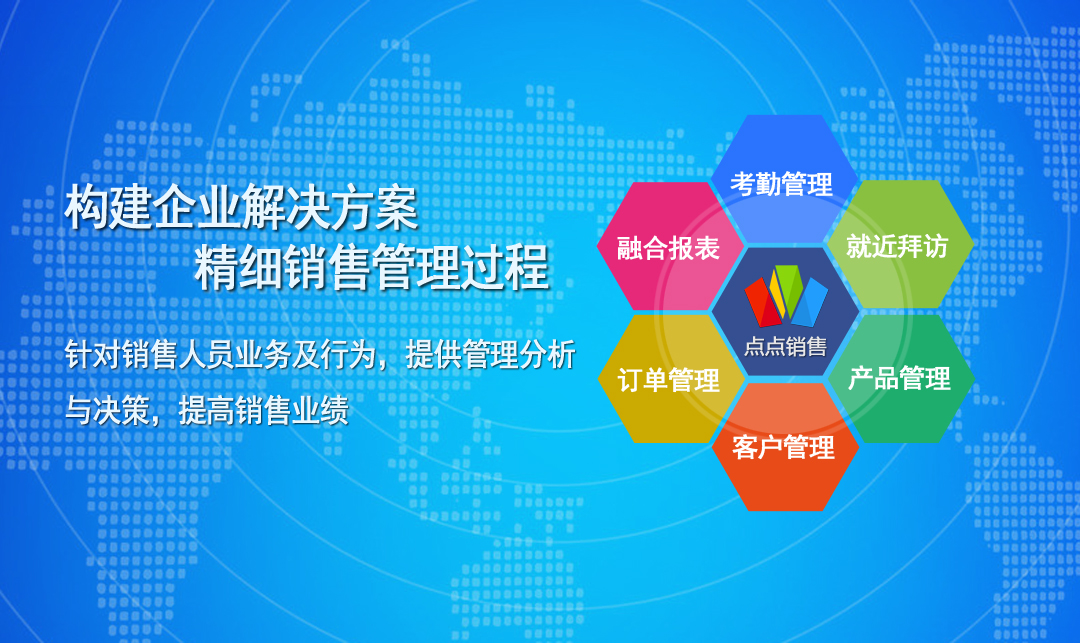 构建企业解决方案
精细销售管理过程
针对销售人员业务及行为，提供管理分析
与决策，提高销售业绩
考勤管理
融合报表
就近拜访
点点销售
订单管理
产品管理
客户管理